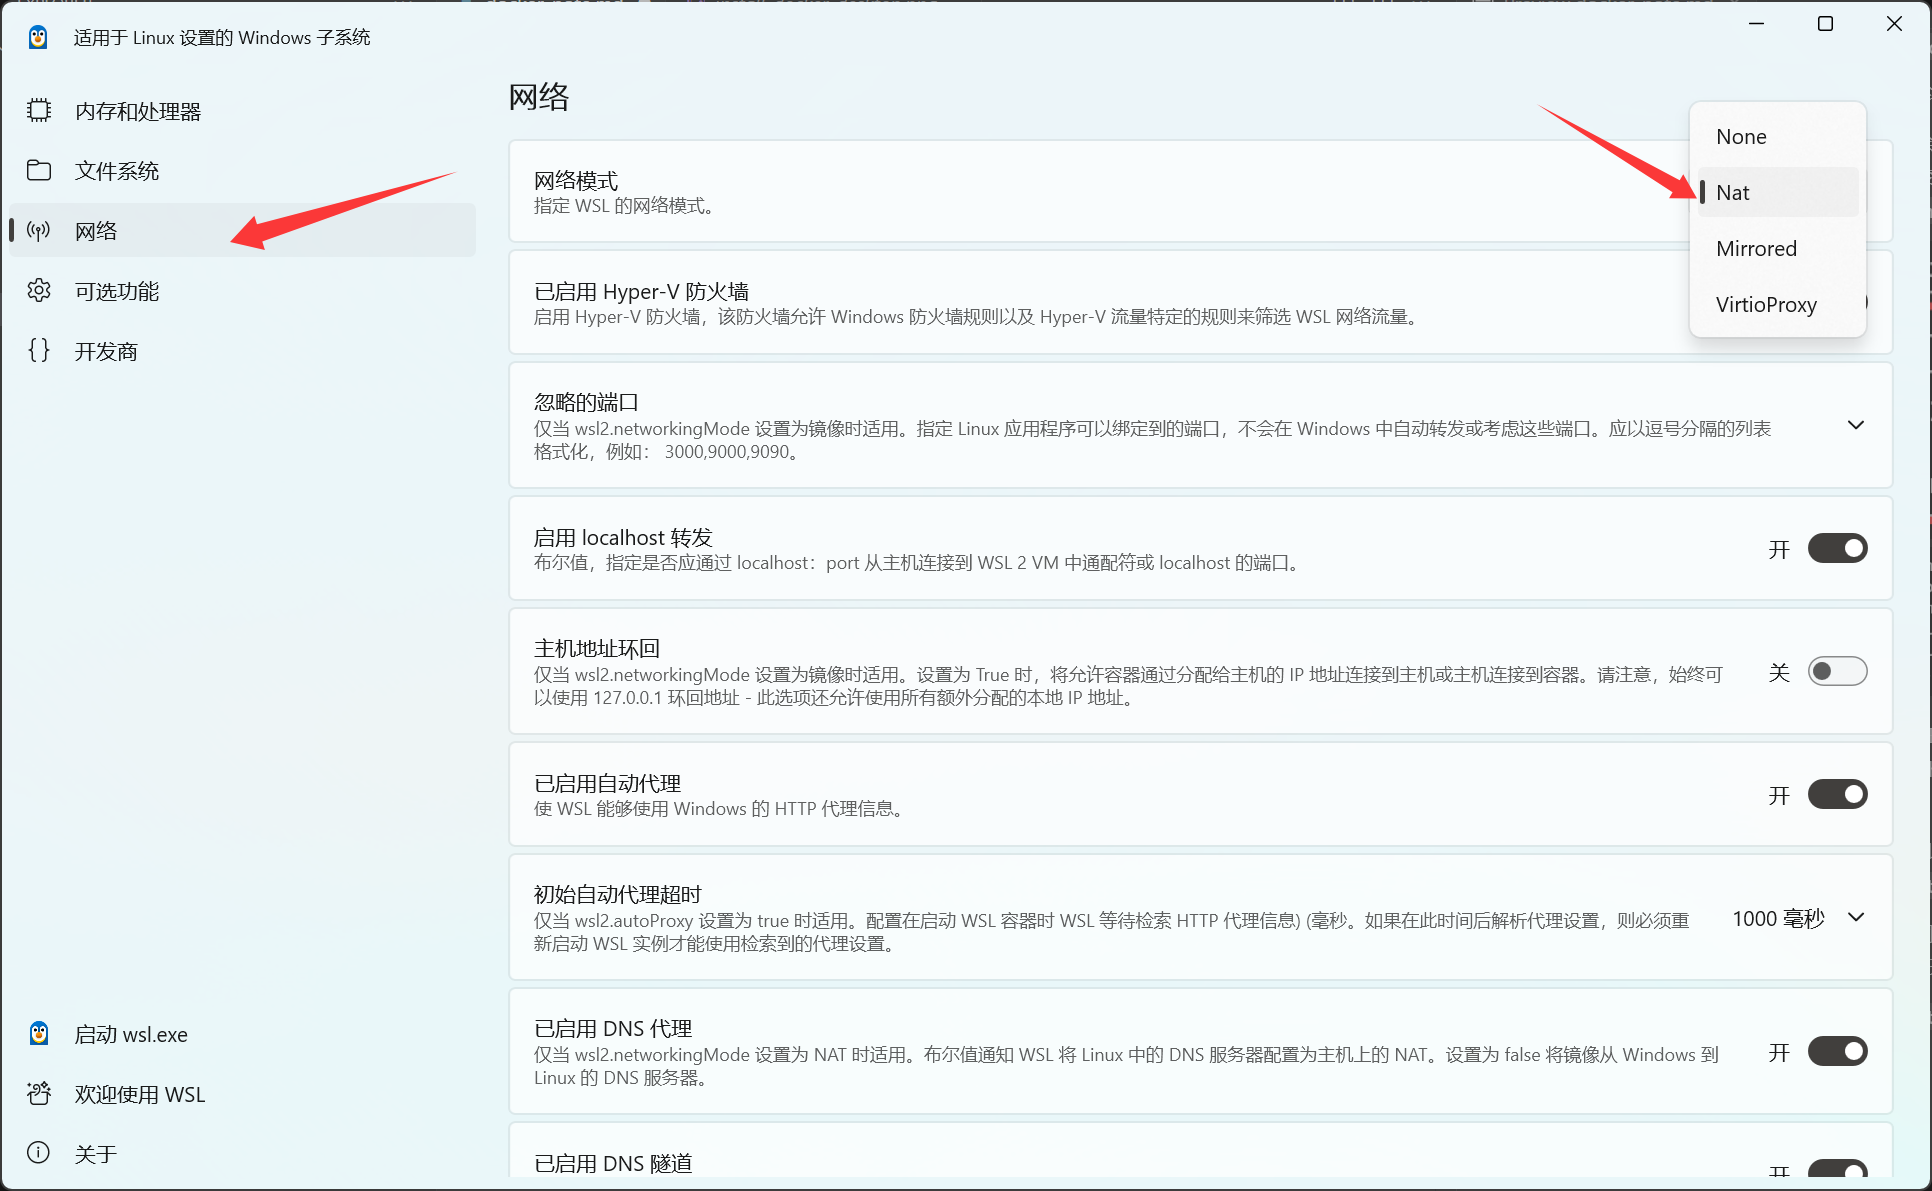 适用于 Linux 设置的 Windows 子系统
内存和处理器
文件系统
网络
可选功能
开发商
启动 wsl.exe
欢迎使用 WSL
关于
网络
网络模式
指定 WSL 的网络模式。
None
Nat
Mirrored
VirtioProxy
已启用 Hyper-V 防火墙
启用 Hyper-V 防火墙，该防火墙允许 Windows 防火墙规则以及 Hyper-V 流量特定的规则来筛选 WSL 网络流量。
忽略的端口
仅当 wsl2.networkingMode 设置为镜像时适用。指定 Linux 应用程序可以绑定到的端口，不会在 Windows 中自动转发或考虑这些端口。应以逗号分隔的列表
格式化，例如： 3000,9000,9090。
启用 localhost 转发
布尔值，指定是否应通过 localhost：port 从主机连接到 WSL 2 VM 中通配符或 localhost 的端口。
开
主机地址环回
仅当 wsl2.networkingMode 设置为镜像时适用。设置为 True 时，将允许容器通过分配给主机的 IP 地址连接到主机或主机连接到容器。请注意，始终可
以使用 127.0.0.1 环回地址 - 此选项还允许使用所有额外分配的本地 IP 地址。
关
已启用自动代理
使 WSL 能够使用 Windows 的 HTTP 代理信息。
开
初始自动代理超时
仅当 wsl2.autoProxy 设置为 true 时适用。配置在启动 WSL 容器时 WSL 等待检索 HTTP 代理信息) (毫秒。如果在此时间后解析代理设置，则必须重
新启动 WSL 实例才能使用检索到的代理设置。
1000 毫秒
已启用 DNS 代理
仅当 wsl2.networkingMode 设置为 NAT 时适用。布尔值通知 WSL 将 Linux 中的 DNS 服务器配置为主机上的 NAT。设置为 false 将镜像从 Windows 到
Linux 的 DNS 服务器。
开
已启用 DNS 隧道
开